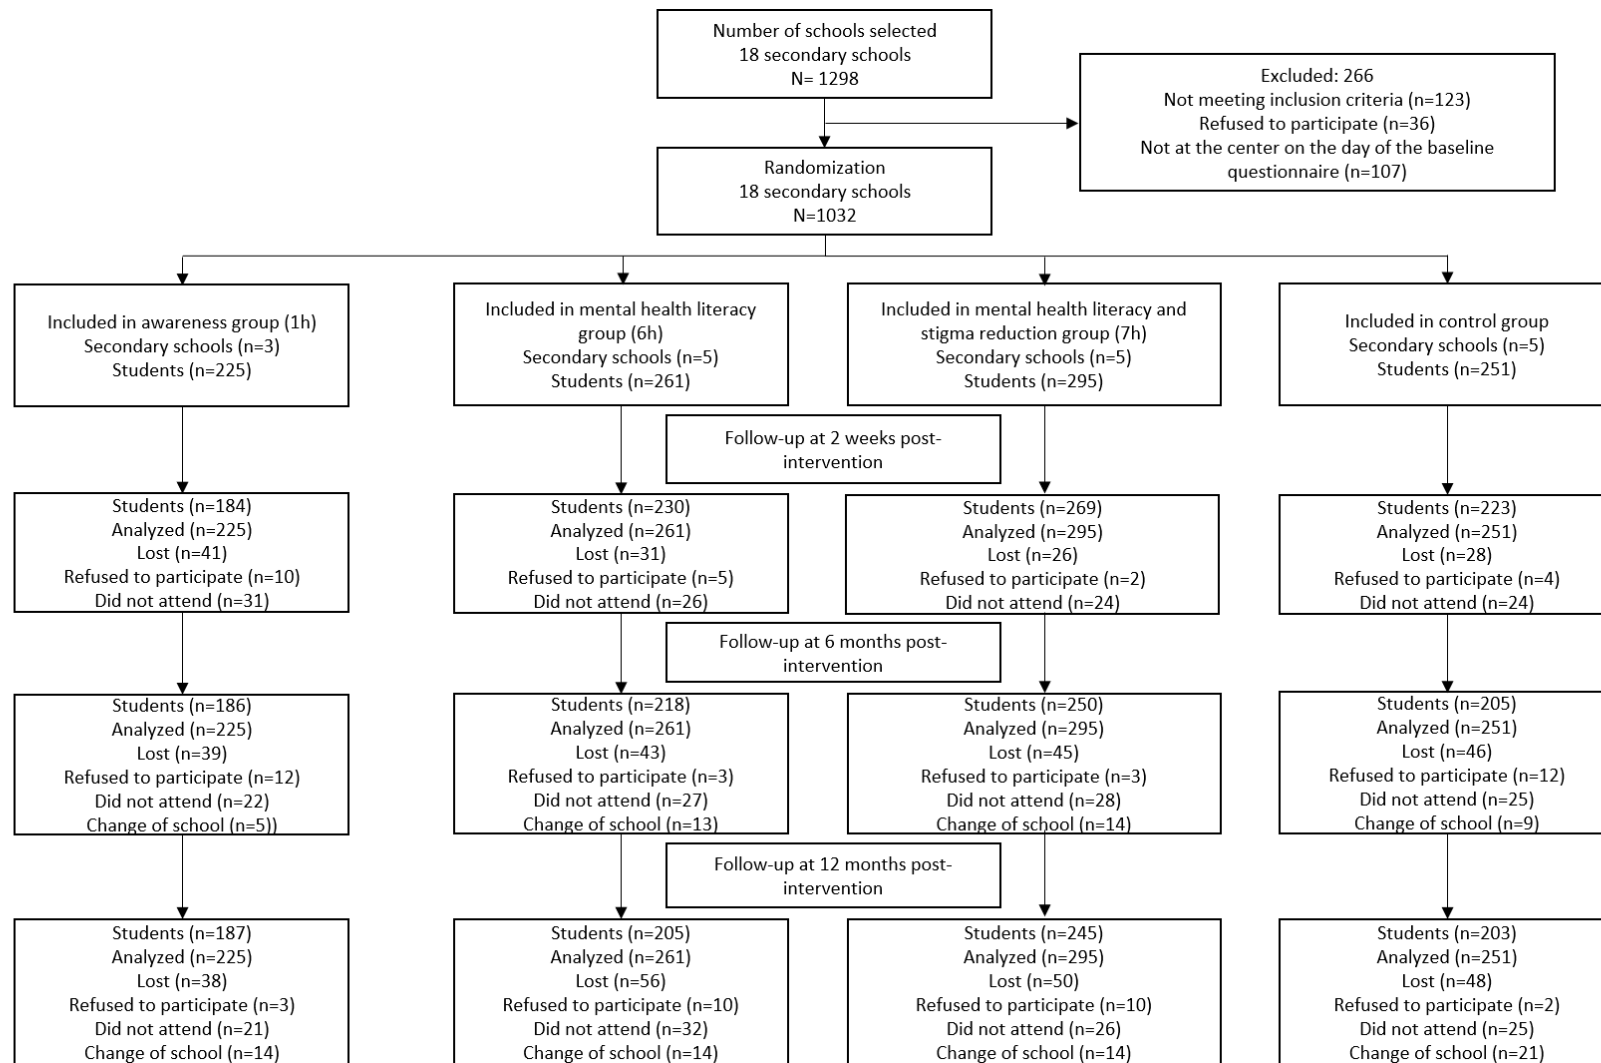 Number of schools selected
18 secondary schools
N= 1298
Excluded: 266
Not meeting inclusion criteria (n=123)
Refused to participate (n=36)
Not at the center on the day of the baseline
questionnaire (n=107)
Randomization
18 secondary schools
N=1032
Included in awareness group (1h)
Secondary schools (n=3)
Students (n=225)
Included in mental health literacy
group (6h)
Secondary schools (n=5)
Students (n=261)
Included in mental health literacy and
stigma reduction group (7h)
Secondary schools (n=5)
Students (n=295)
Included in control group
Secondary schools (n=5)
Students (n=251)
Follow-up at 2 weeks post-
intervention
Students (n=184)
Analyzed (n=225)
Lost (n=41)
Refused to participate (n=10)
Did not attend (n=31)
Students (n=230)
Analyzed (n=261)
Lost (n=31)
Refused to participate (n=5)
Did not attend (n=26)
Students (n=269)
Analyzed (n=295)
Lost (n=26)
Refused to participate (n=2)
Did not attend (n=24)
Students (n=223)
Analyzed (n=251)
Lost (n=28)
Refused to participate (n=4)
Did not attend (n=24)
Follow-up at 6 months post-
intervention
Students (n=186)
Analyzed (n=225)
Lost (n=39)
Refused to participate (n=12)
Did not attend (n=22)
Change of school (n=5))
Students (n=218)
Analyzed (n=261)
Lost (n=43)
Refused to participate (n=3)
Did not attend (n=27)
Change of school (n=13)
Students (n=250)
Analyzed (n=295)
Lost (n=45)
Refused to participate (n=3)
Did not attend (n=28)
Change of school (n=14)
Students (n=205)
Analyzed (n=251)
Lost (n=46)
Refused to participate (n=12)
Did not attend (n=25)
Change of school (n=9)
Follow-up at 12 months post-
intervention
Students (n=187)
Analyzed (n=225)
Lost (n=38)
Refused to participate (n=3)
Did not attend (n=21)
Change of school (n=14)
Students (n=205)
Analyzed (n=261)
Lost (n=56)
Refused to participate (n=10)
Did not attend (n=32)
Change of school (n=14)
Students (n=245)
Analyzed (n=295)
Lost (n=50)
Refused to participate (n=10)
Did not attend (n=26)
Change of school (n=14)
Students (n=203)
Analyzed (n=251)
Lost (n=48)
Refused to participate (n=2)
Did not attend (n=25)
Change of school (n=21)